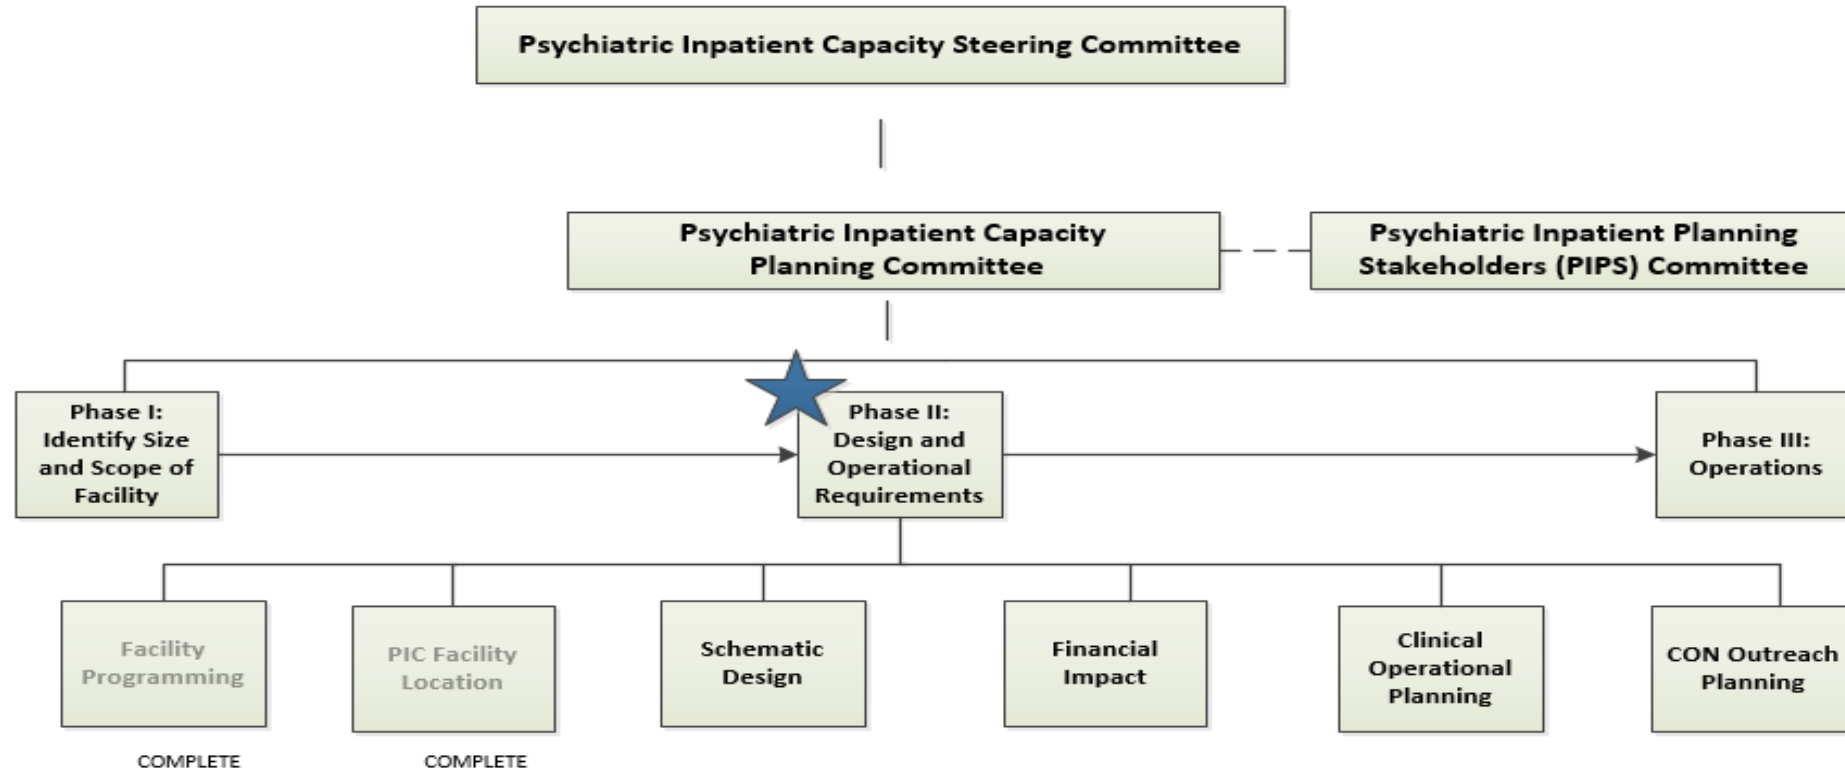 Psychiatric Inpatient Capacity Steering Committee
Psychiatric Inpatient Capacity
Planning Committee
Psychiatric Inpatient Planning
Stakeholders (PIPS) Committee
Phase I:
Identify Size
and Scope of
Facility
Phase II:
Design and
Operational
Requirements
Phase III:
Operations
Facility
Programming
PIC Facility
Location
Schematic
Design
Financial
Impact
Clinical
Operational
Planning
CON Outreach
Planning
COMPLETE
COMPLETE